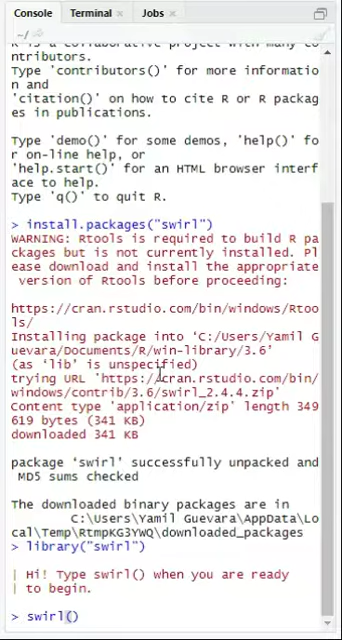 Console
Terminal ×
Jobs ×
~/
R is a collaborative project with many co
ntributors.
Type 'contributors()' for more informatio
n and
'citation()' on how to cite R or R packag
es in publications.
Type 'demo()' for some demos, 'help()' fo
r on-line help, or
'help.start()' for an HTML browser interf
ace to help.
Type 'q()' to quit R.
> install.packages("swirl")
WARNING: Rtools is required to build R pa
ckages but is not currently installed. Pl
ease download and install the appropriate
version of Rtools before proceeding:
https://cran.rstudio.com/bin/windows/Rtoo
ls/
Installing package into ‘C:/Users/Yamil G
uevara/Documents/R/win-library/3.6’
(as ‘lib’ is unspecified)
trying URL 'https://cran.rstudio.com/bin/
windows/contrib/3.6/swirl_2.4.4.zip'
Content type 'application/zip' length 349
619 bytes (341 KB)
downloaded 341 KB
package ‘swirl’ successfully unpacked and
MD5 sums checked
The downloaded binary packages are in
C:\Users\Yamil Guevara\AppData\Lo
cal\Temp\RtmpKG3YWQ\downloaded_packages
> library("swirl")
| Hi! Type swirl() when you are ready
| to begin.
> swirl()